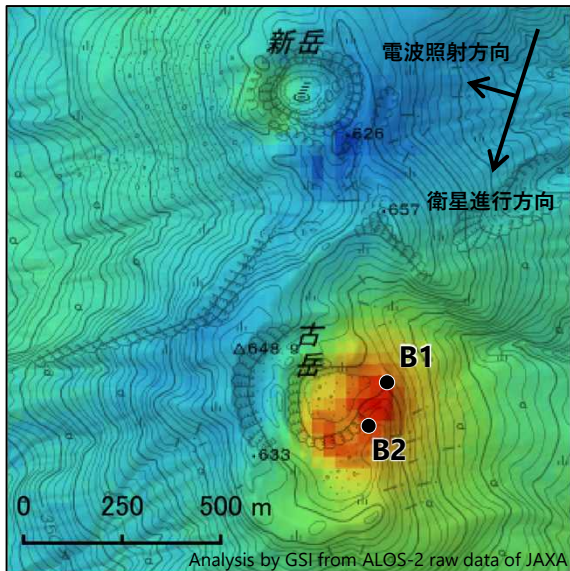 新岳
電波照射方向
・626
衛星進行方向
・657
古岳
△648
B1
B2
・633
0 250 500 m
Analysis by GSI from ALOS-2 raw data of JAXA